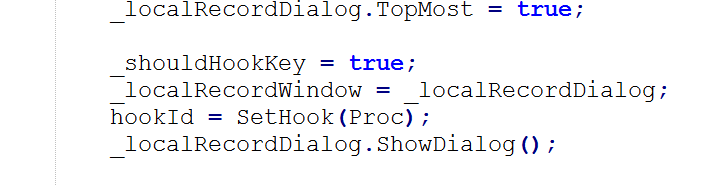 _localRecordDialog.TopMost = true;
_shouldHookKey = true;
_localRecordWindow = _localRecordDialog;
hookId = SetHook(Proc);
_localRecordDialog.ShowDialog();